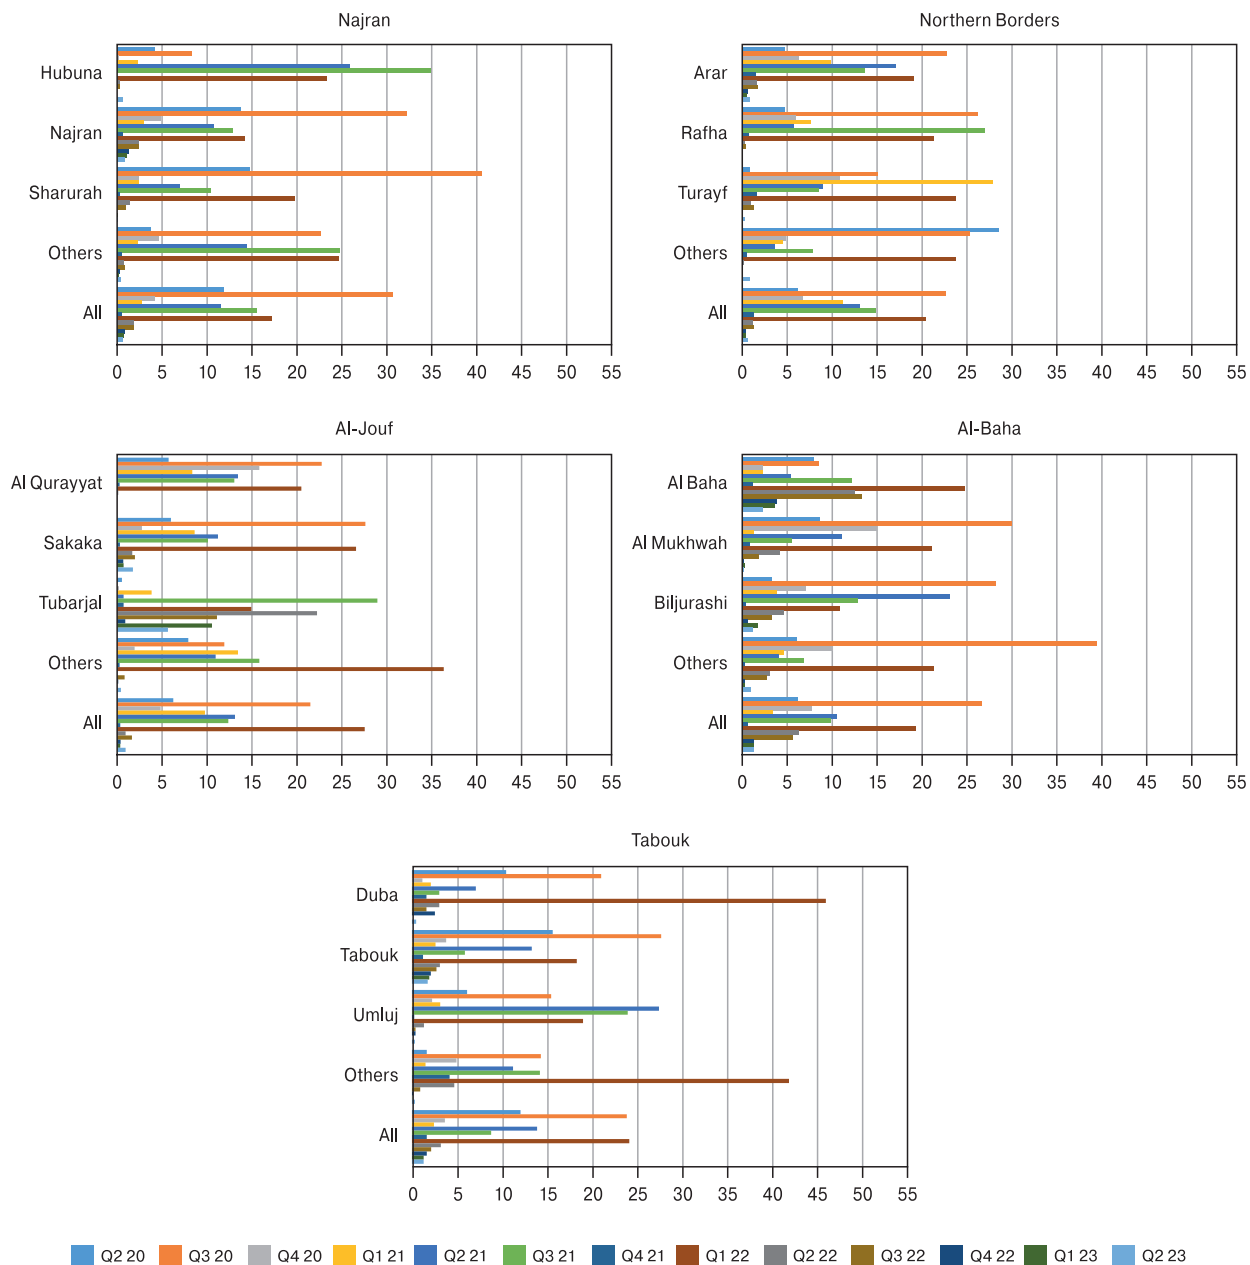 Najran
Hubuna
Najran
Sharurah
Others
All
0 5 10 15 20 25 30 35 40 45 50 55
Northern Borders
Arar
Rafha
Turayf
Others
All
0 5 10 15 20 25 30 35 40 45 50 55
Al-Jouf
Al Qurayyat
Sakaka
Tubarjal
Others
All
0 5 10 15 20 25 30 35 40 45 50 55
Al-Baha
Al Baha
Al Mukhwah
Biljurashi
Others
All
0 5 10 15 20 25 30 35 40 45 50 55
Tabouk
Duba
Tabouk
Umluj
Others
All
0 5 10 15 20 25 30 35 40 45 50 55
Q2 20 Q3 20 Q4 20 Q1 21 Q2 21 Q3 21 Q4 21 Q1 22 Q2 22 Q3 22 Q4 22 Q1 23 Q2 23